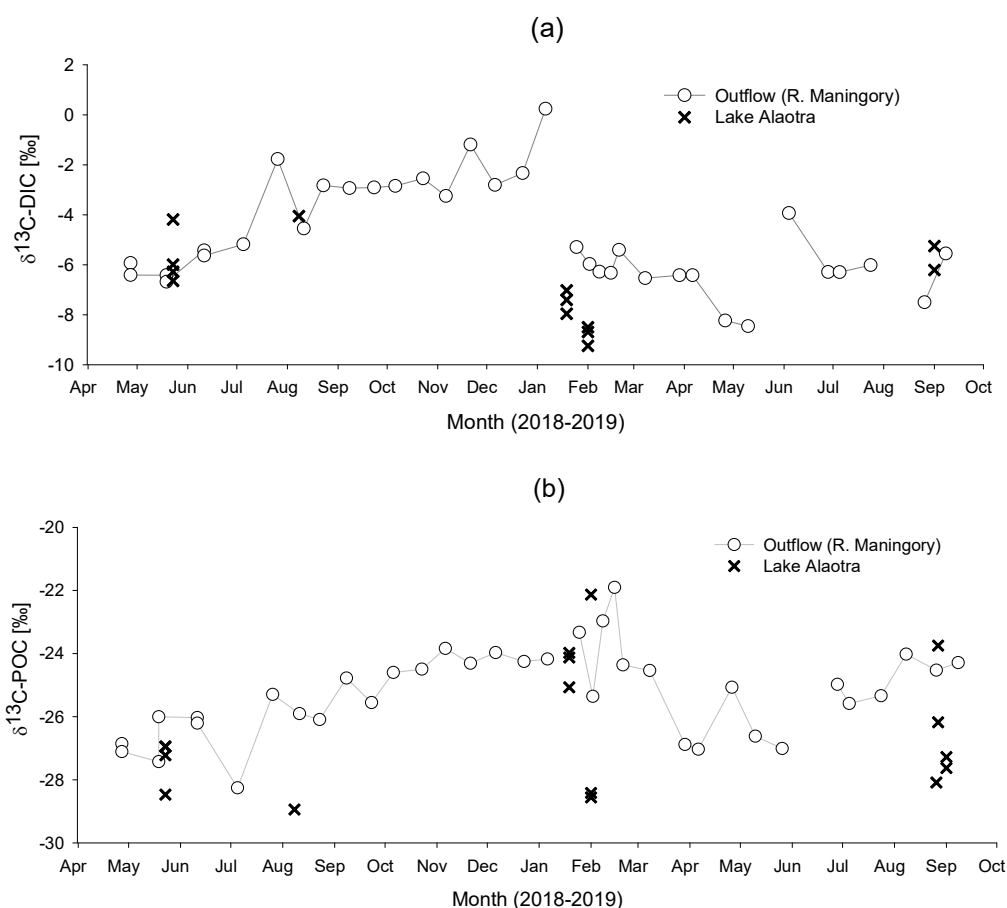 (a)
2
0
-2
-4
-6
-8
-10
δ13C-DIC [‰]
Outflow (R. Maningory)
Lake Alaotra
Apr May Jun Jul Aug Sep Oct Nov Dec Jan Feb Mar Apr May Jun Jul Aug Sep Oct
Month (2018-2019)
(b)
-20
-22
-24
-26
-28
-30
δ13C-POC [‰]
Outflow (R. Maningory)
Lake Alaotra
Apr May Jun Jul Aug Sep Oct Nov Dec Jan Feb Mar Apr May Jun Jul Aug Sep Oct
Month (2018-2019)